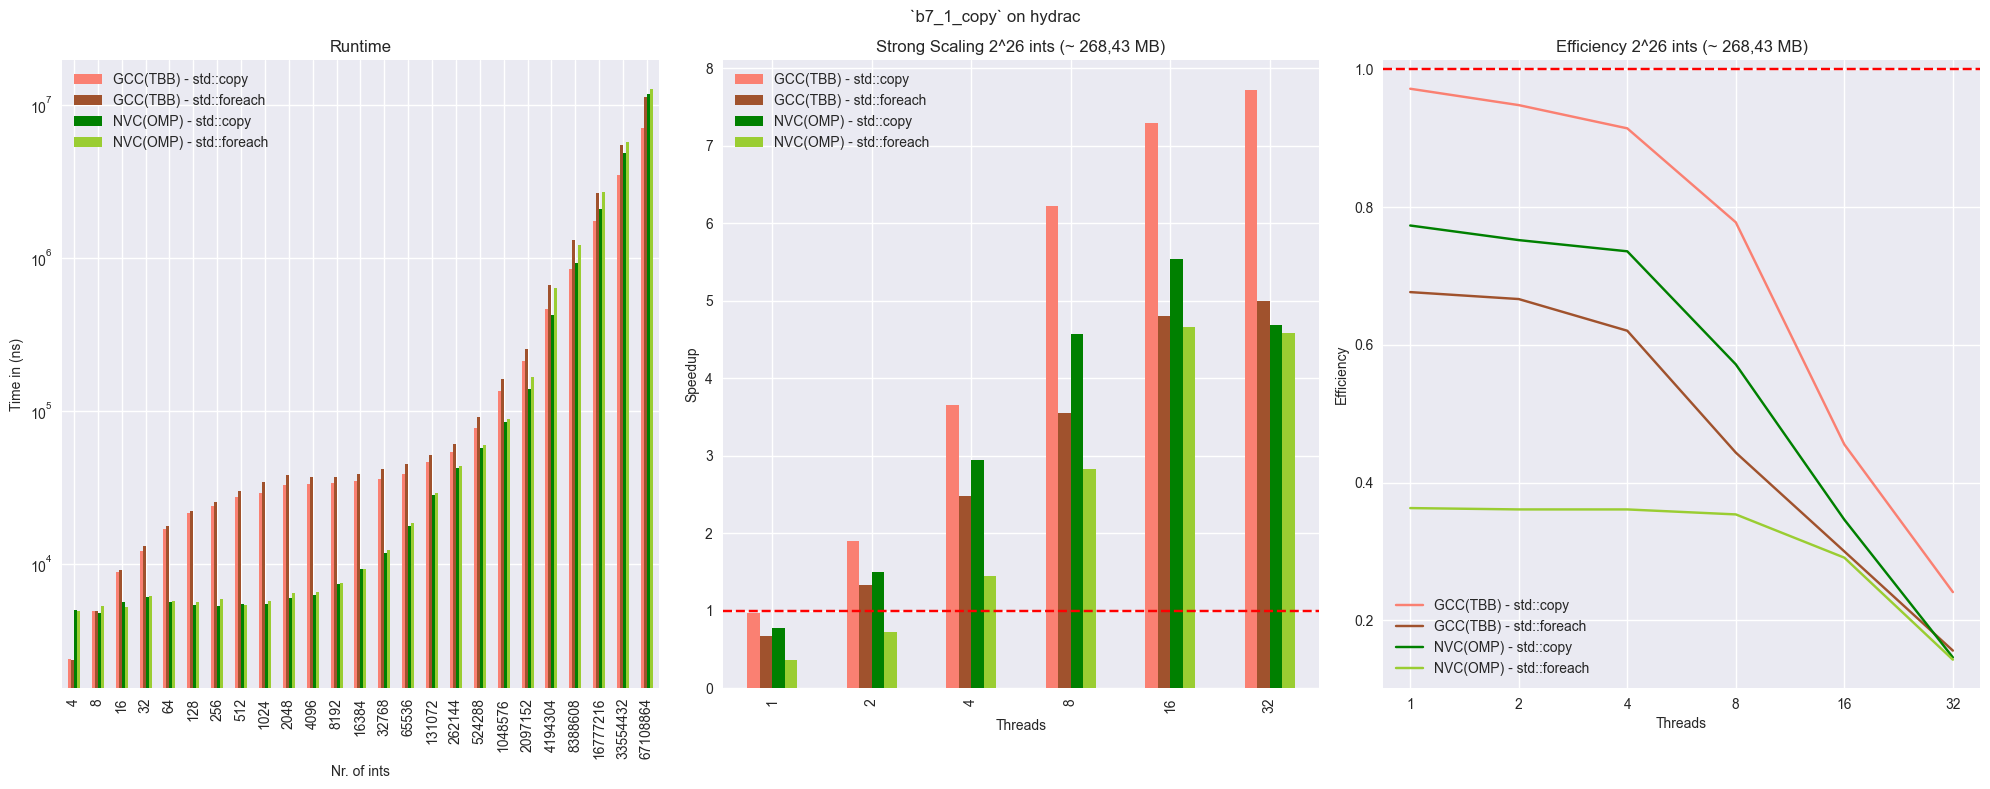 `b7_1_copy` on hydrac
Runtime
GCC(TBB) - std::copy
GCC(TBB) - std::foreach
NVC(OMP) - std::copy
NVC(OMP) - std::foreach
Time in (ns)
10^7
10^6
10^5
10^4
4 8 16 32 64 128 256 512 1024 2048 4096 8192 16384 32768 65536 131072 262144 524288 1048576 2097152 4194304 8388608 16777216 33554432 67108864
Nr. of ints
Strong Scaling 2^26 ints (~ 268,43 MB)
GCC(TBB) - std::copy
GCC(TBB) - std::foreach
NVC(OMP) - std::copy
NVC(OMP) - std::foreach
Speedup
8
7
6
5
4
3
2
1
0
1 2 4 8 16 32
Threads
Efficiency 2^26 ints (~ 268,43 MB)
Efficiency
1.0
0.8
0.6
0.4
0.2
GCC(TBB) - std::copy
GCC(TBB) - std::foreach
NVC(OMP) - std::copy
NVC(OMP) - std::foreach
1 2 4 8 16 32
Threads